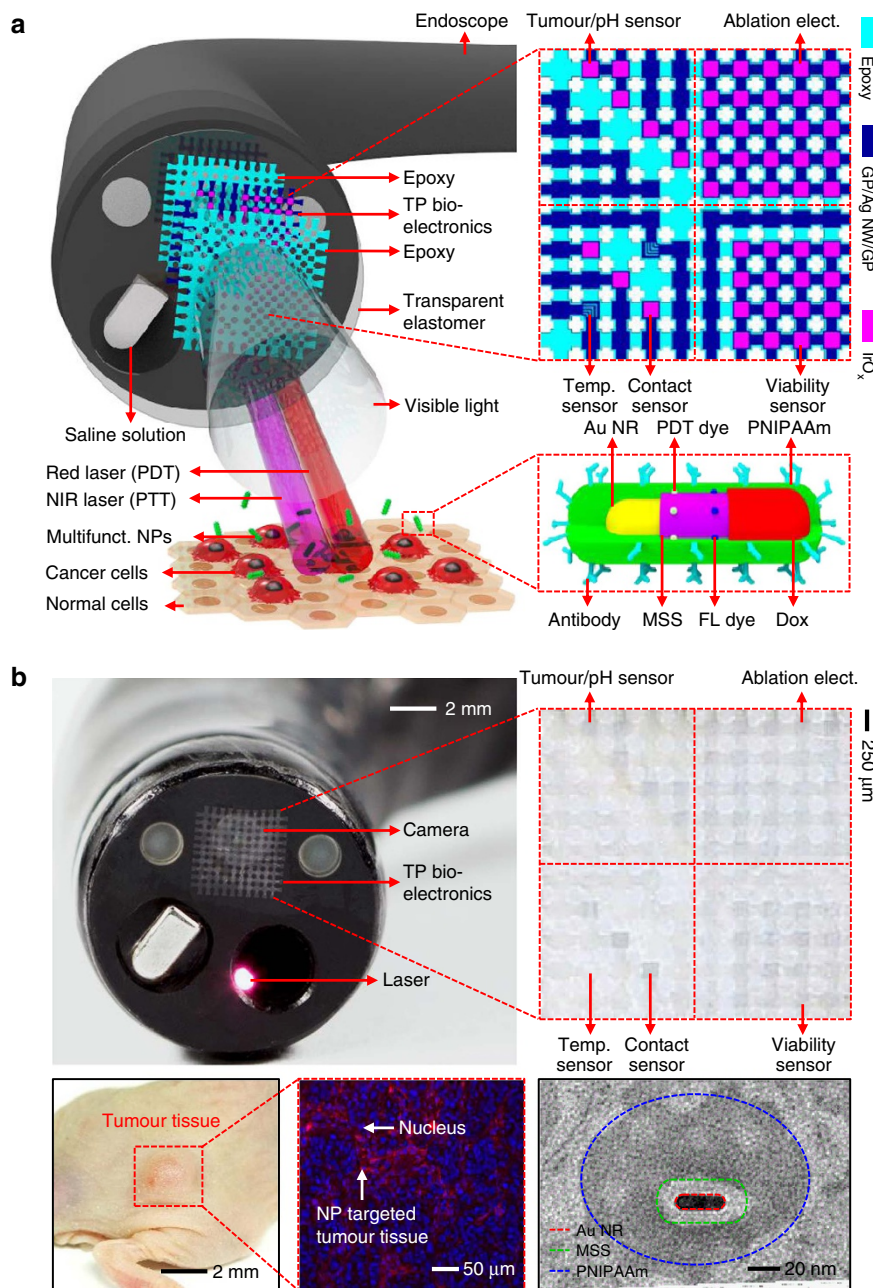 a
Endoscope
Tumour/pH sensor
Ablation elect.
Epoxy
GP/Ag NW/GP
IrOx
Epoxy
TP bio-
electronics
Epoxy
Transparent
elastomer
Visible light
Saline solution
Red laser (PDT)
NIR laser (PTT)
Multifunct. NPs
Cancer cells
Normal cells
Temp.
sensor
Contact
sensor
Viability
sensor
Au NR
PDT dye
PNIPAAm
Antibody
MSS
FL dye
Dox
b
2 mm
Camera
TP bio-
electronics
Laser
Tumour/pH sensor
Ablation elect.
250 μm
Temp.
sensor
Contact
sensor
Viability
sensor
Tumour tissue
2 mm
Nucleus
NP targeted
tumour tissue
50 μm
Au NR
MSS
PNIPAAm
20 nm